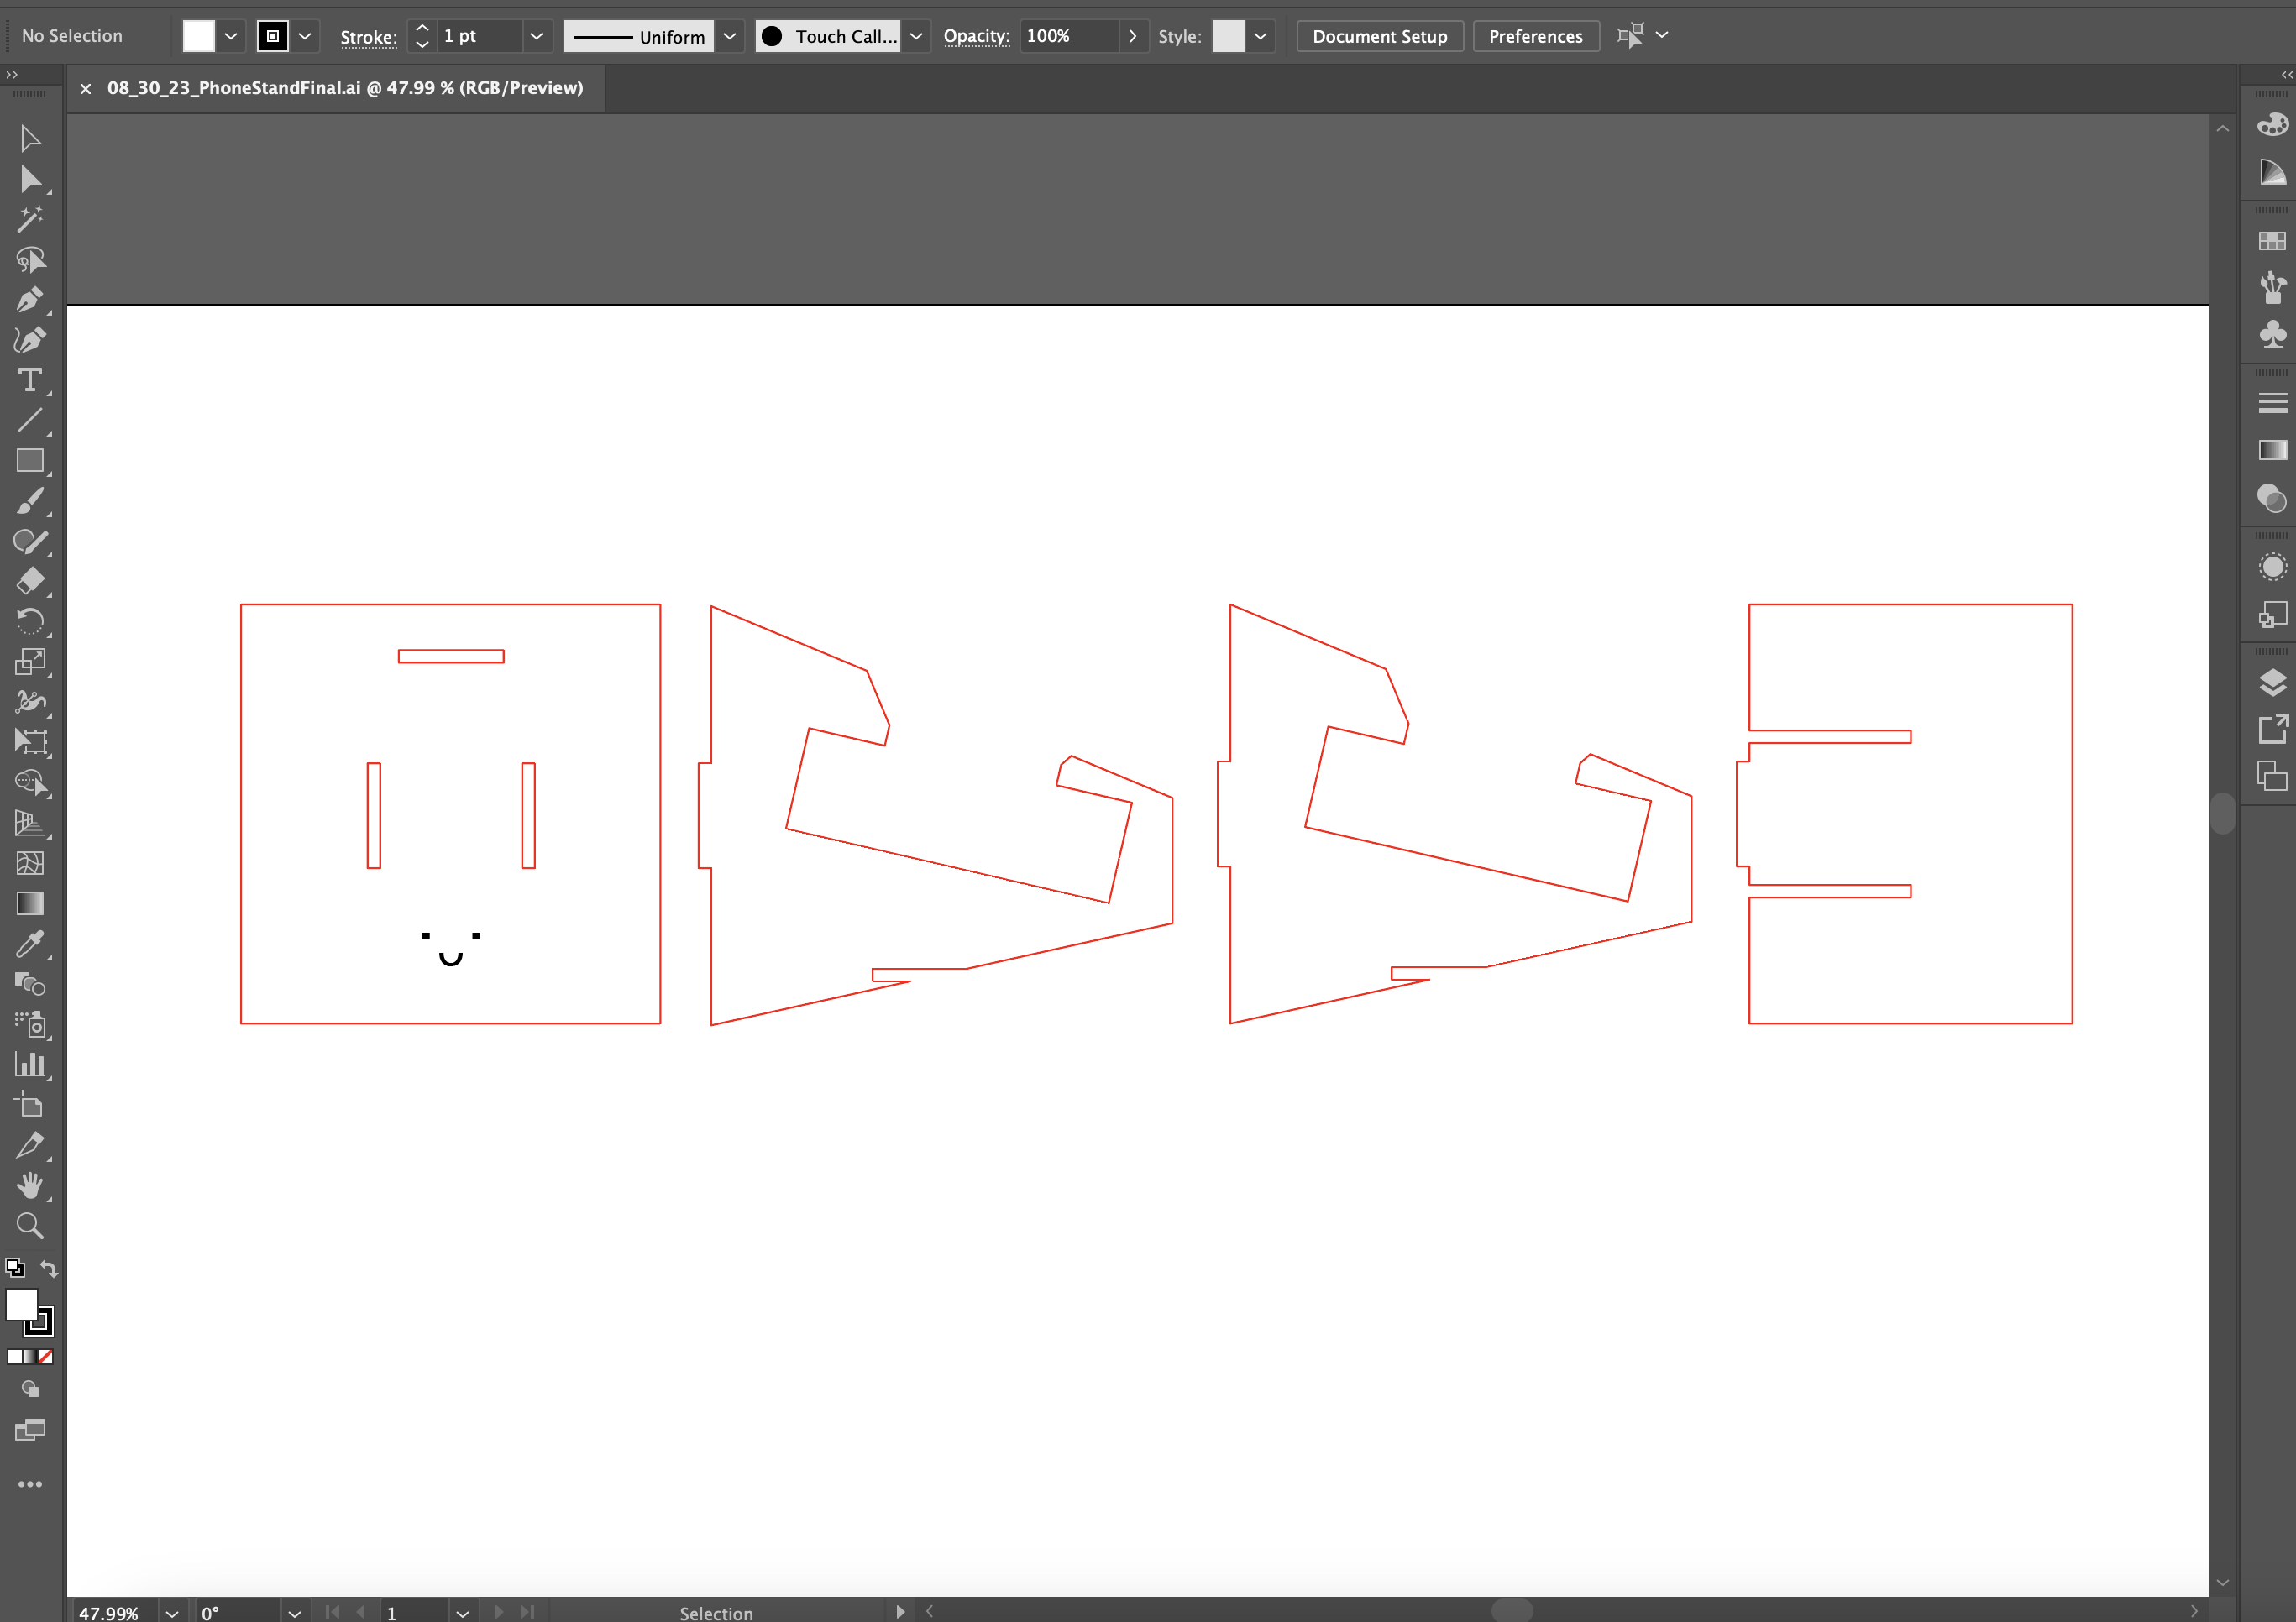 No Selection Stroke: 1 pt Uniform Touch Call... Opacity: 100% Style: Document Setup Preferences
08_30_23_PhoneStandFinal.ai @ 47.99 % (RGB/Preview)
47.99% 0° 1 Selection